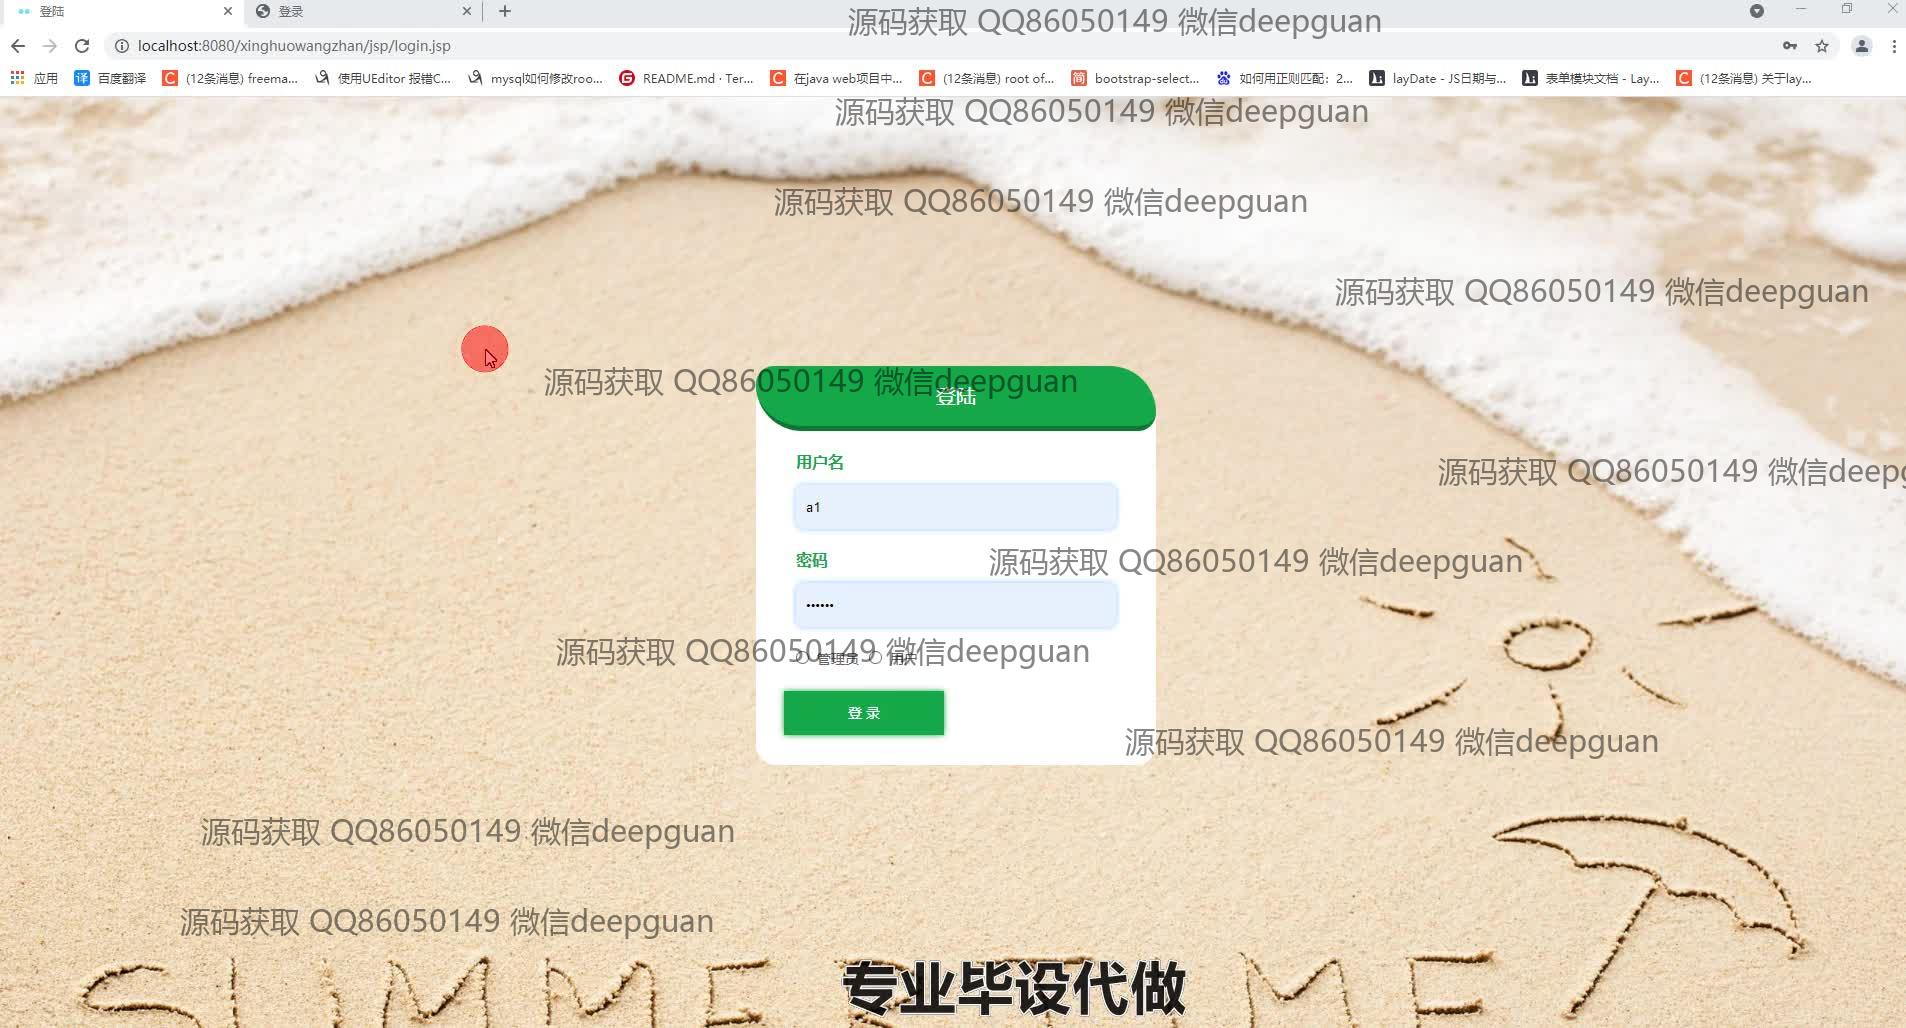 登陆
登录
源码获取 QQ86050149 微信deepguan
localhost:8080/xinghuowangzhan/jsp/login.jsp
应用
百度翻译
(12条消息) freema...
使用UEditor 报错C...
mysql如何修改roo...
README.md · Ter...
在java web项目中...
(12条消息) root of...
bootstrap-select...
如何用正则匹配：2...
layDate - JS日期与...
表单模块文档 - Lay...
(12条消息) 关于lay...
源码获取 QQ86050149 微信deepguan
源码获取 QQ86050149 微信deepguan
源码获取 QQ86050149 微信deepguan
源码获取 QQ86050149 微信deepguan
登陆
用户名
源码获取 QQ86050149 微信deepg
a1
密码
源码获取 QQ86050149 微信deepguan
••••••
源码获取 QQ86050149 微信deepguan
管理员 用户
登 录
源码获取 QQ86050149 微信deepguan
源码获取 QQ86050149 微信deepguan
源码获取 QQ86050149 微信deepguan
SUMMER TIME
专业毕设代做